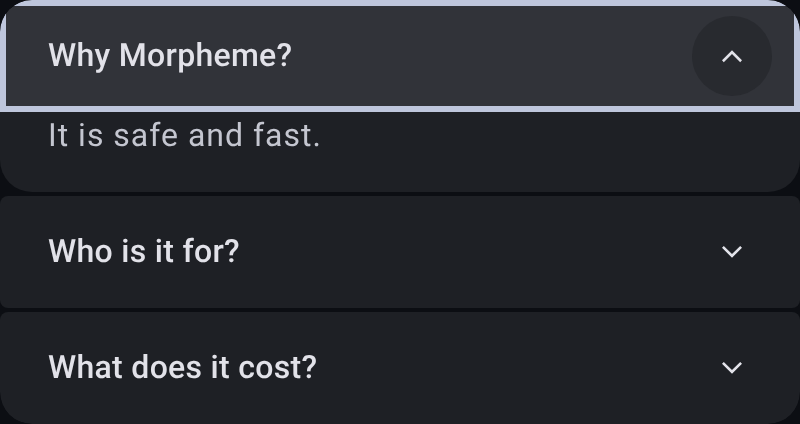 Why Morpheme?
It is safe and fast.
Who is it for?
What does it cost?